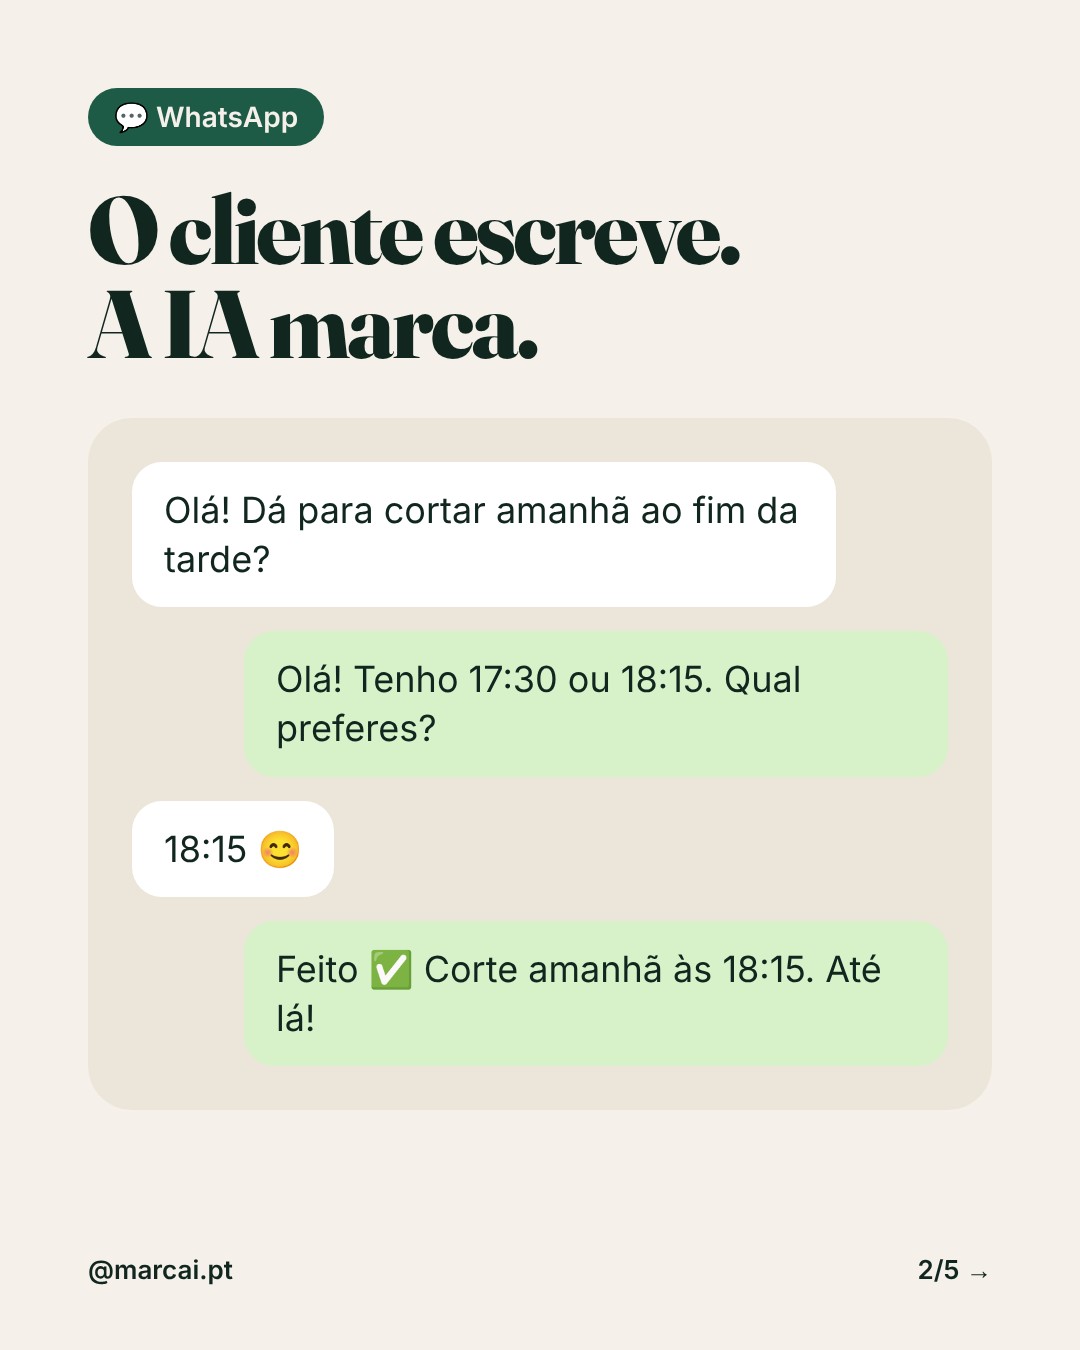 💬 WhatsApp
O cliente escreve.
A IA marca.
Olá! Dá para cortar amanhã ao fim da
tarde?
Olá! Tenho 17:30 ou 18:15. Qual
preferes?
18:15 😊
Feito ✅ Corte amanhã às 18:15. Até
lá!
@marcai.pt
2/5 →